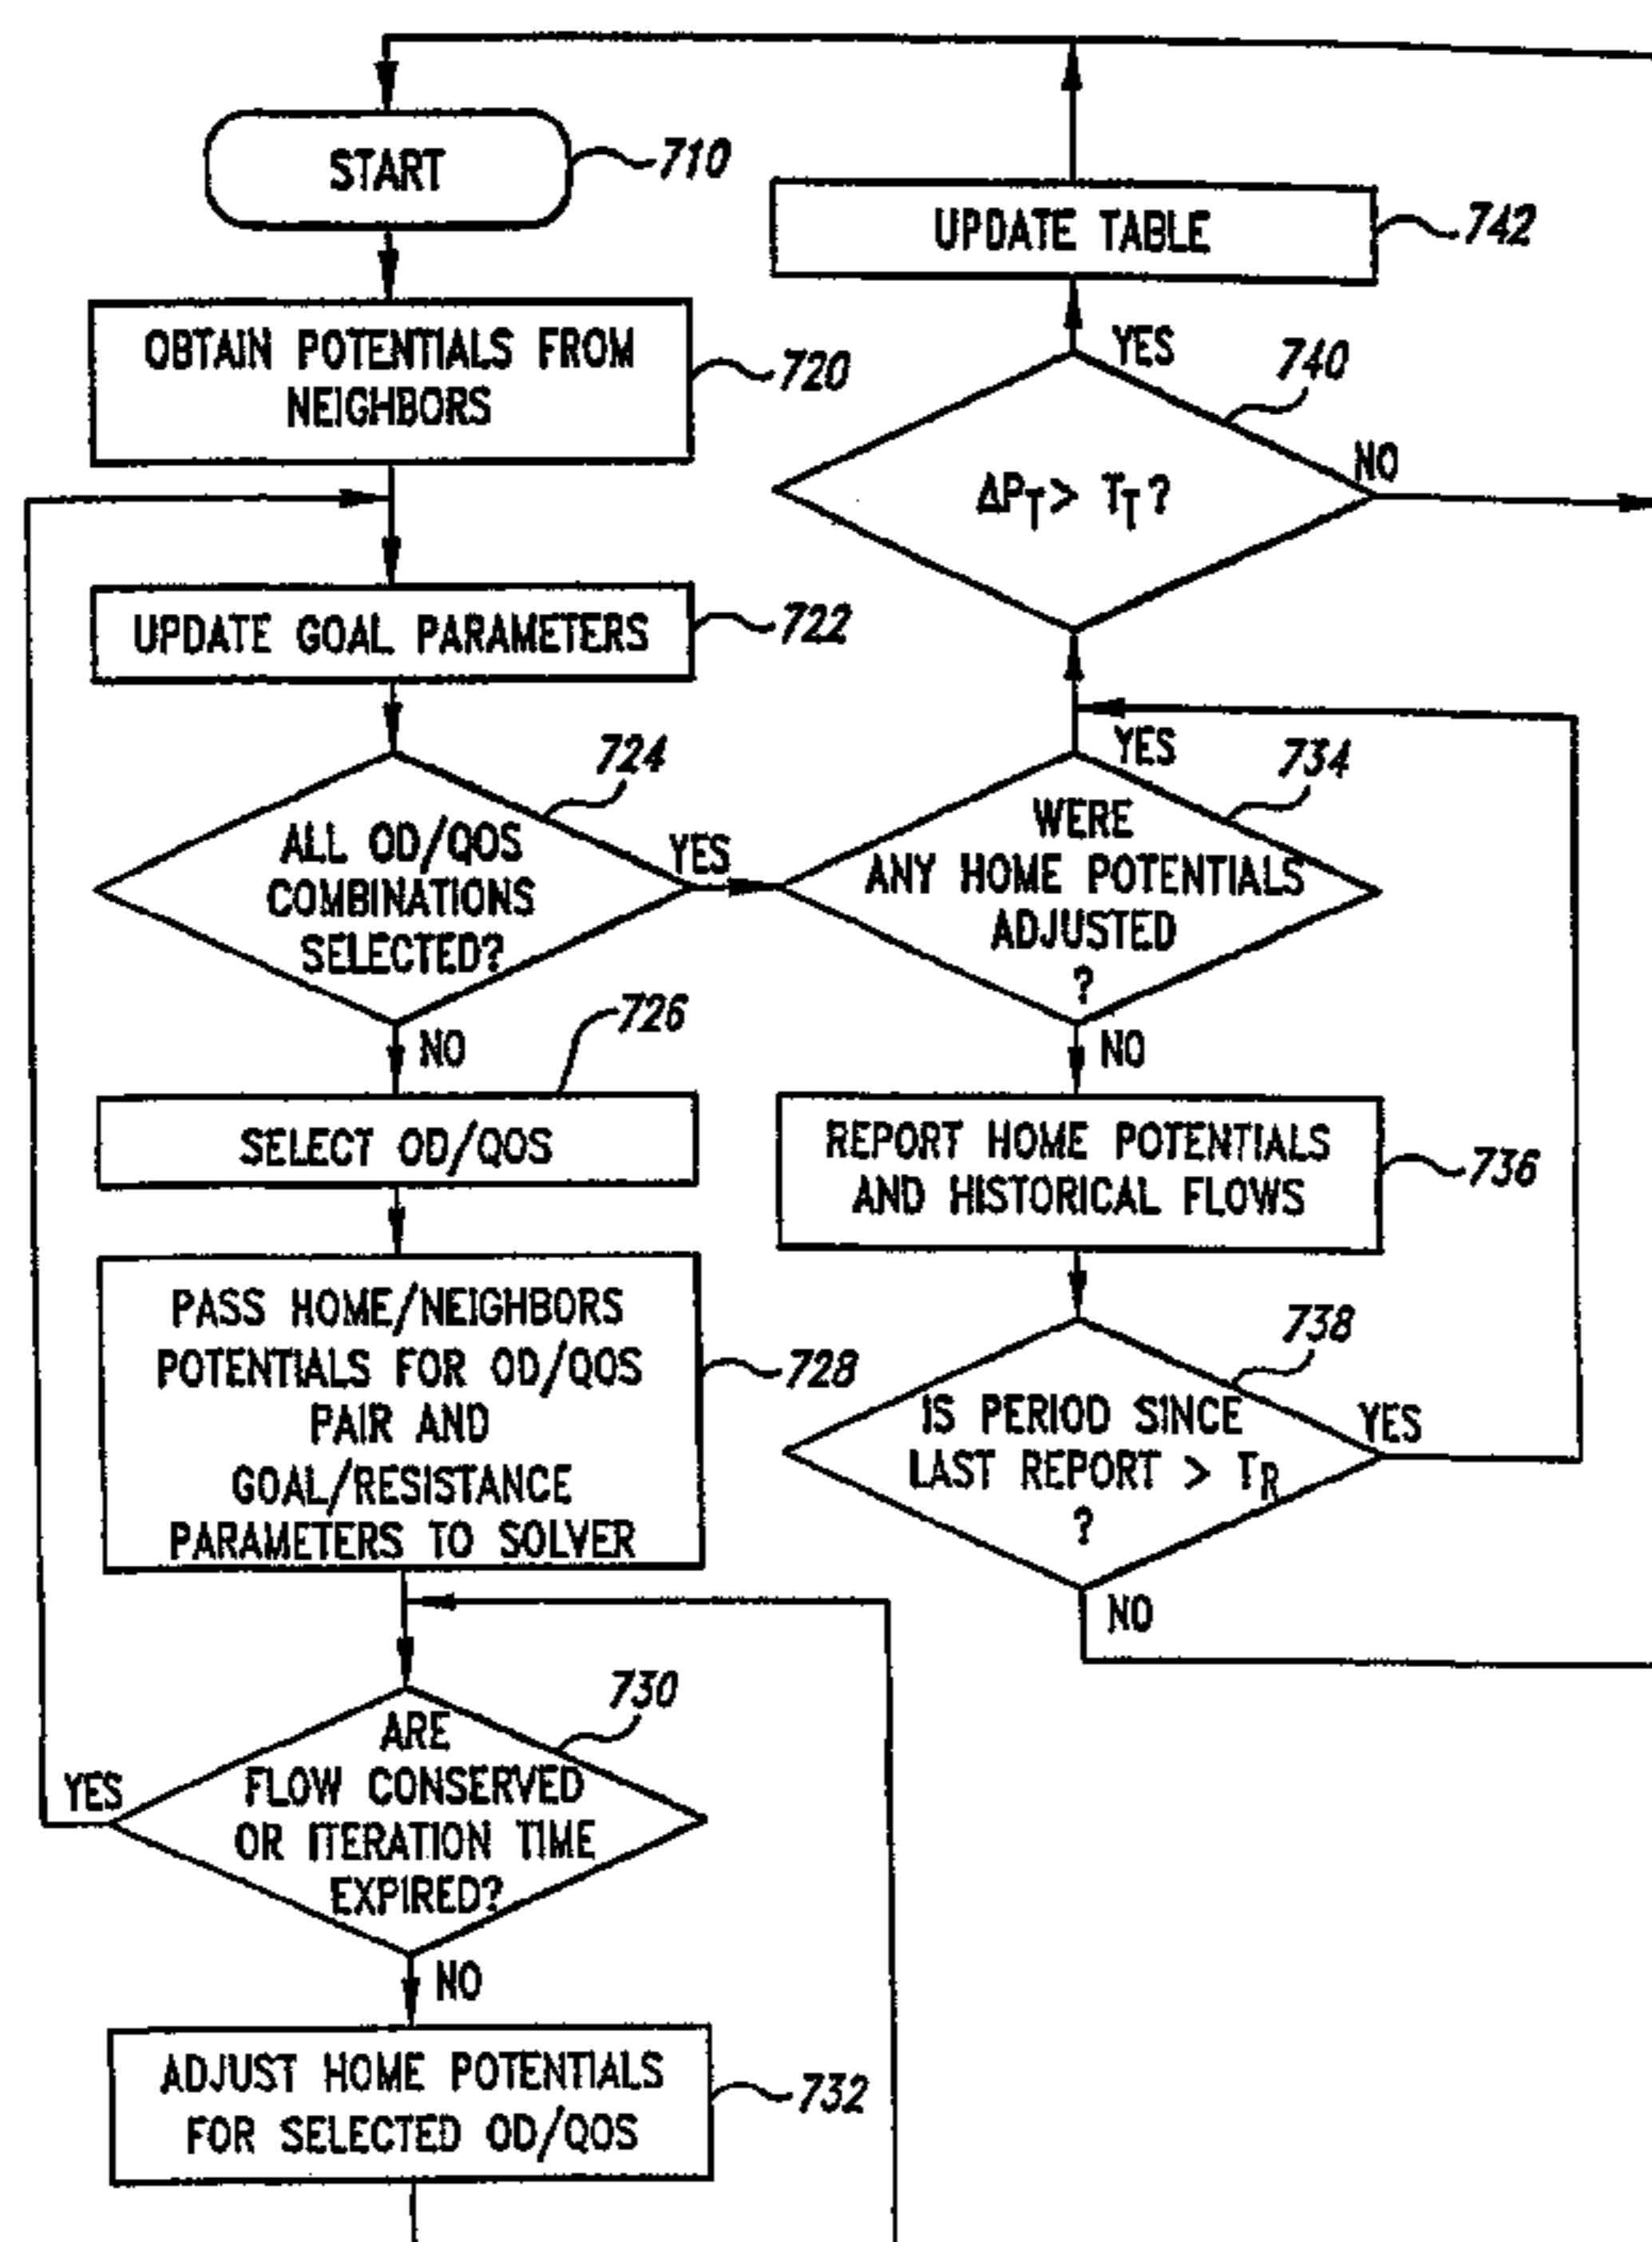 START
710
OBTAIN POTENTIALS FROM
NEIGHBORS
720
UPDATE GOAL PARAMETERS
722
724
ALL OD/QOS
COMBINATIONS
SELECTED?
YES
NO
726
SELECT OD/QOS
PASS HOME/NEIGHBORS
POTENTIALS FOR OD/QOS
PAIR AND
GOAL/RESISTANCE
PARAMETERS TO SOLVER
728
730
ARE
FLOW CONSERVED
OR ITERATION TIME
EXPIRED?
YES
NO
ADJUST HOME POTENTIALS
FOR SELECTED OD/QOS
732
UPDATE TABLE
742
YES
740
ΔPT > TT?
NO
YES
734
WERE
ANY HOME POTENTIALS
ADJUSTED
?
NO
REPORT HOME POTENTIALS
AND HISTORICAL FLOWS
736
738
IS PERIOD SINCE
LAST REPORT > TR
?
YES
NO